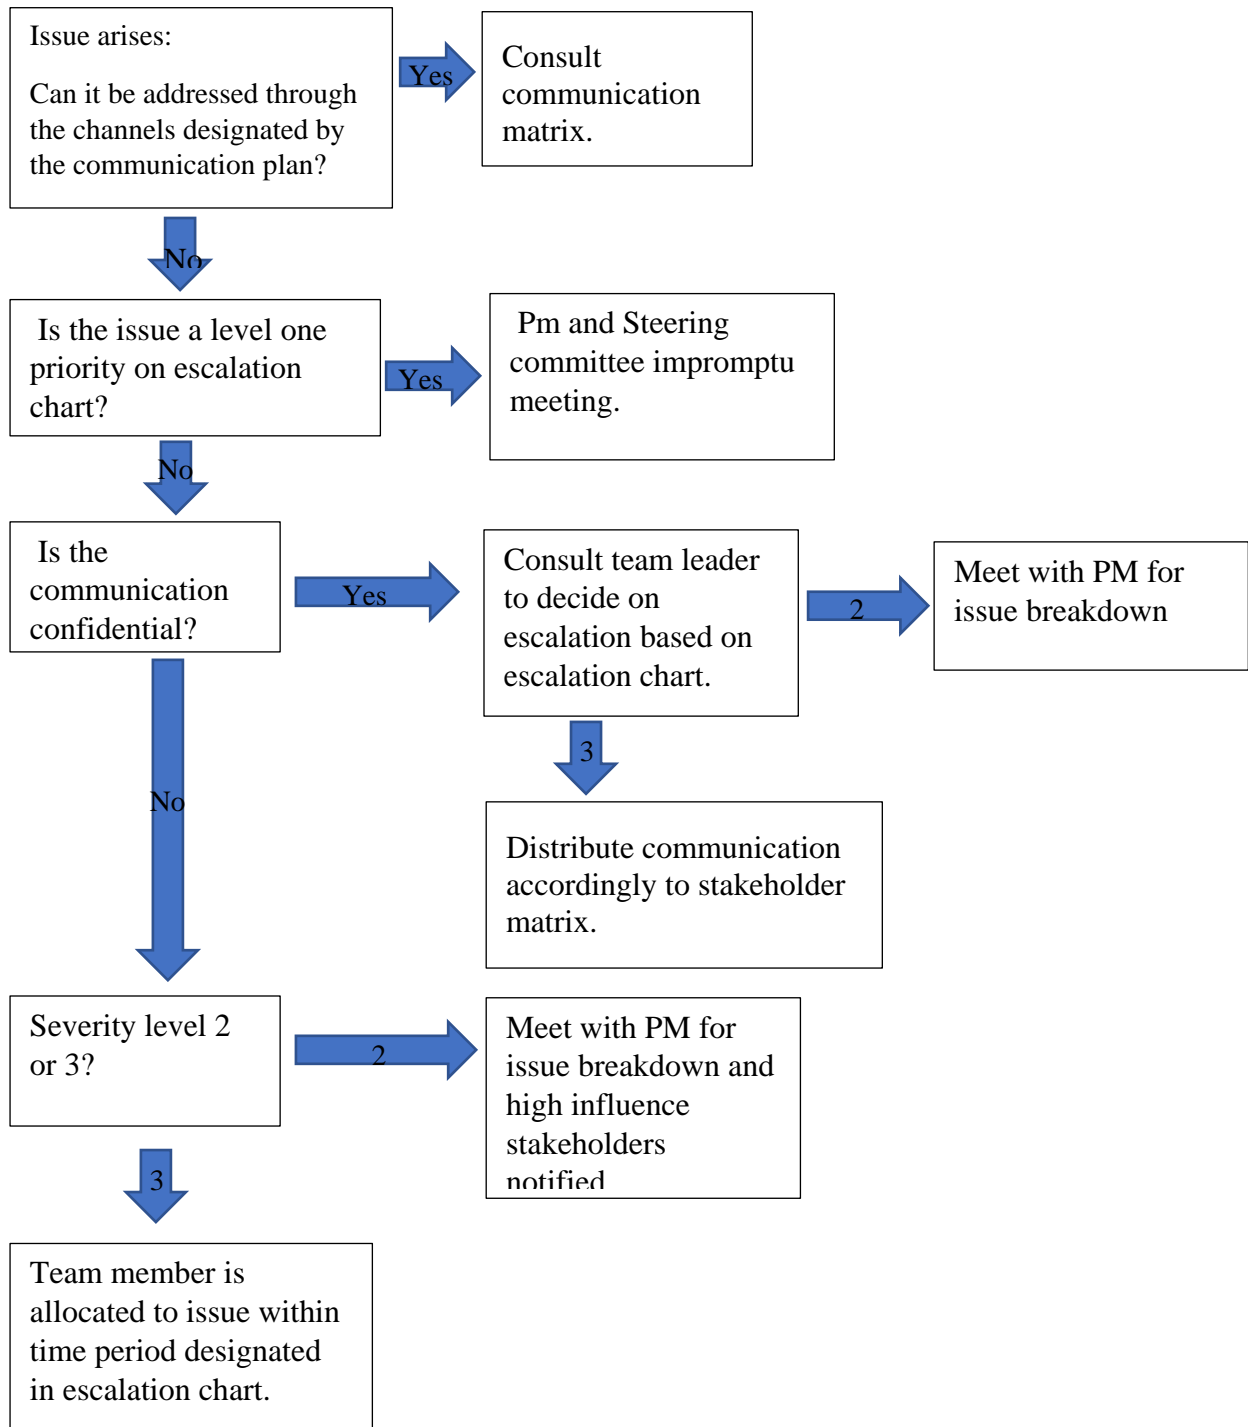 Issue arises:
Can it be addressed through
the channels designated by
the communication plan?
Yes
Consult
communication
matrix.
No
Is the issue a level one
priority on escalation
chart?
Yes
Pm and Steering
committee impromptu
meeting.
No
Is the
communication
confidential?
Yes
Consult team leader
to decide on
escalation based on
escalation chart.
2
Meet with PM for
issue breakdown
3
Distribute communication
accordingly to stakeholder
matrix.
No
Severity level 2
or 3?
2
Meet with PM for
issue breakdown and
high influence
stakeholders
notified
3
Team member is
allocated to issue within
time period designated
in escalation chart.